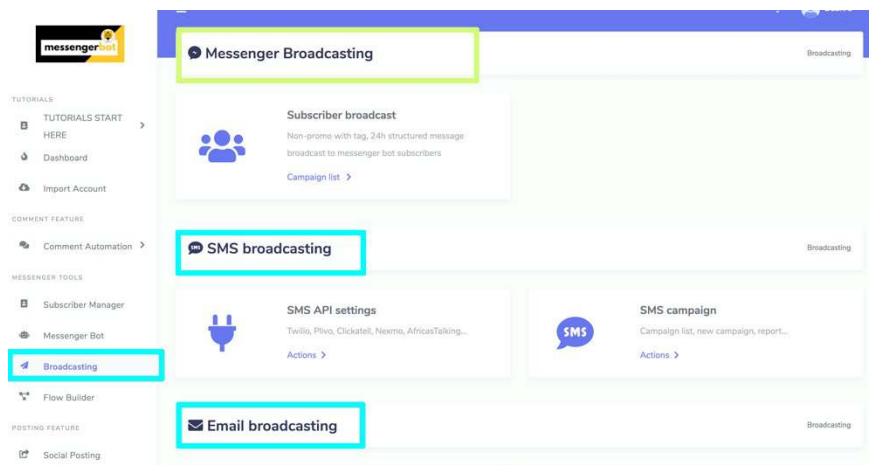 messengerbot
TUTORIALS
TUTORIALS START
HERE
Dashboard
Import Account
COMMENT FEATURE
Comment Automation
MESSENGER TOOLS
Subscriber Manager
Messenger Bot
Broadcasting
Flow Builder
POSTING FEATURE
Social Posting
Messenger Broadcasting
Broadcasting
Subscriber broadcast
Non-promo with tag, 24h structured message
broadcast to messenger bot subscribers
Campaign list
SMS SMS broadcasting
Broadcasting
SMS API settings
Twilio, Plivo, Clickatell, Nexmo, AfricasTalking...
Actions
SMS
SMS campaign
Campaign list, new campaign, report...
Actions
Email broadcasting
Broadcasting